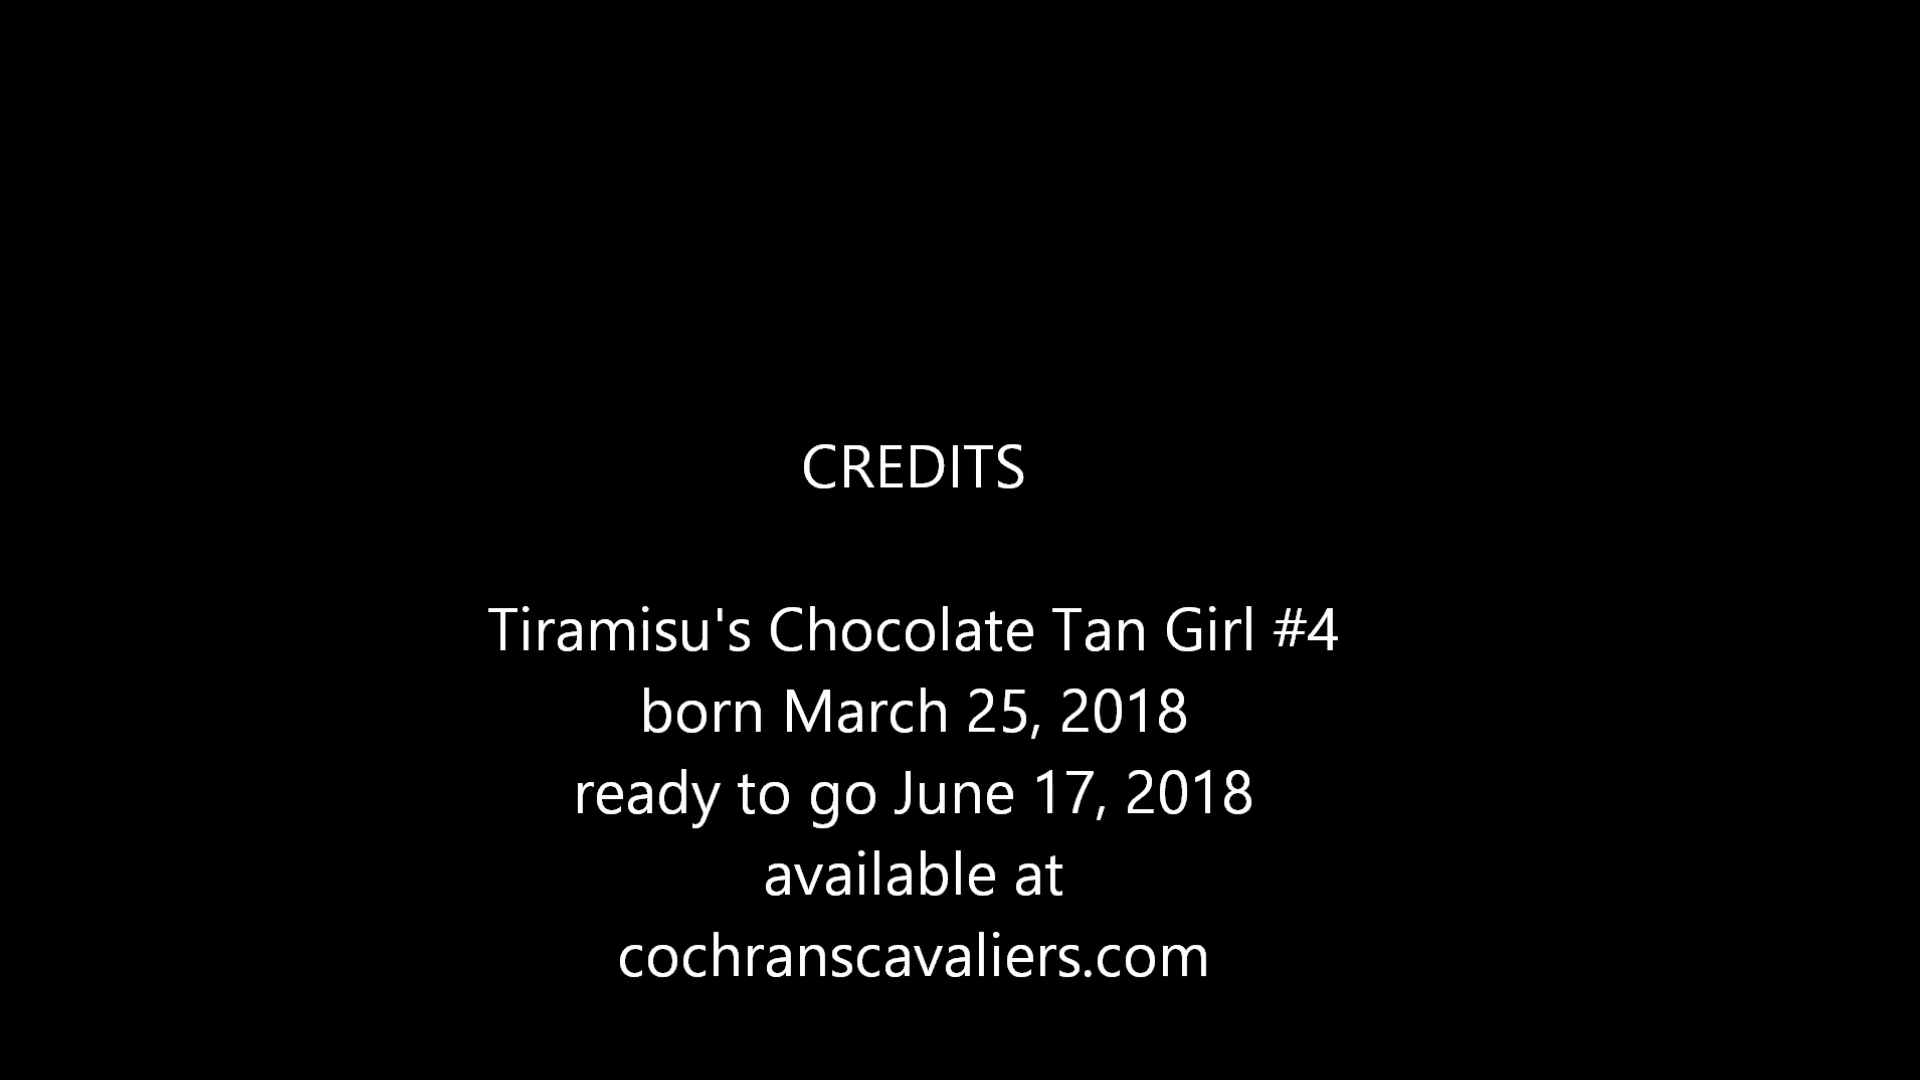 CREDITS
Tiramisu's Chocolate Tan Girl #4
born March 25, 2018
ready to go June 17, 2018
available at
cochranscavaliers.com